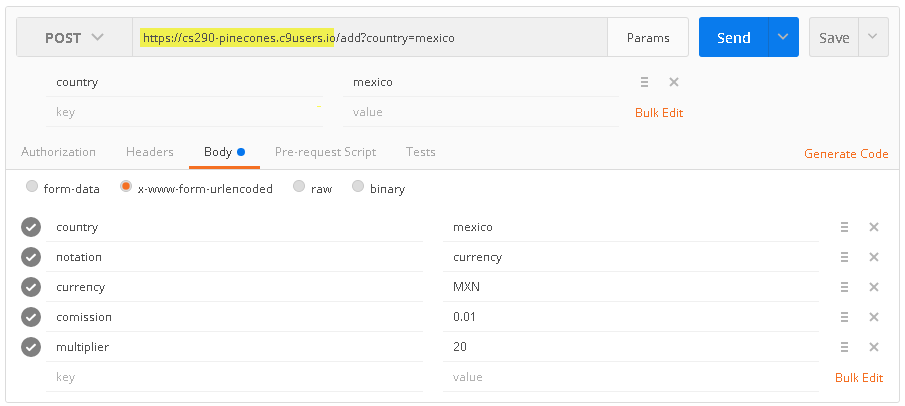 POST https://cs290-pinecones.c9users.io/add?country=mexico Params Send Save
country mexico
key value Bulk Edit
Authorization Headers Body Pre-request Script Tests Generate Code
form-data x-www-form-urlencoded raw binary
country mexico
notation currency
currency MXN
comission 0.01
multiplier 20
key value Bulk Edit